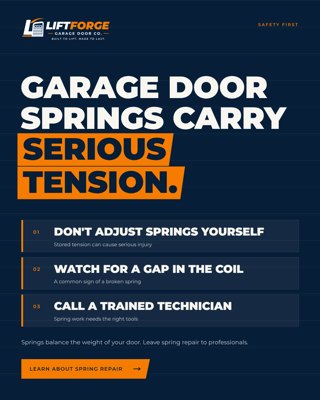 LIFTFORGE
GARAGE DOOR CO.
BUILT TO LIFT. MADE TO LAST.
SAFETY FIRST
GARAGE DOOR
SPRINGS CARRY
SERIOUS
TENSION.
01
DON'T ADJUST SPRINGS YOURSELF
Stored tension can cause serious injury
02
WATCH FOR A GAP IN THE COIL
A common sign of a broken spring
03
CALL A TRAINED TECHNICIAN
Spring work needs the right tools
Springs balance the weight of your door. Leave spring repair to professionals.
LEARN ABOUT SPRING REPAIR →